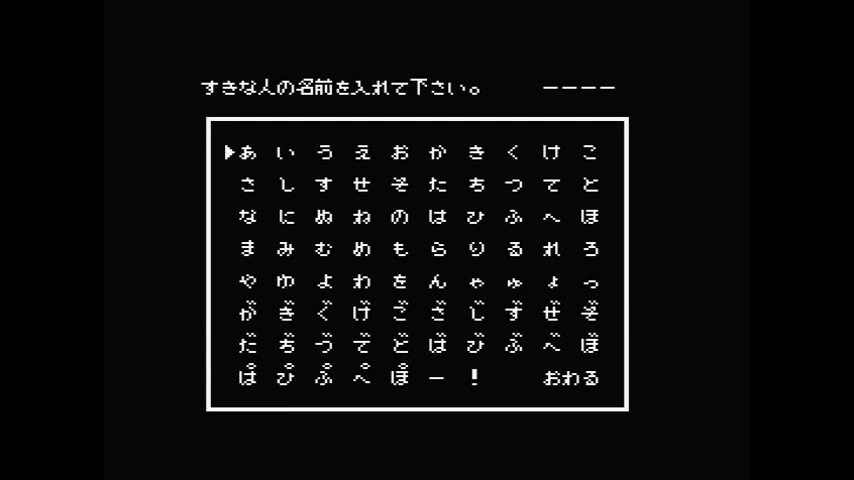 すきな人の名前を入れて下さい。 ーーーー
▶あ い う え お か き く け こ
さ し す せ そ た ち つ て と
な に ぬ ね の は ひ ふ へ ほ
ま み む め も ら り る れ ろ
や ゆ よ わ を ん ゃ ゅ ょ っ
が ぎ ぐ げ ご ざ じ ず ぜ ぞ
だ ぢ づ で ど ば び ぶ べ ぼ
ぱ ぴ ぷ ぺ ぽ ー ! おわる